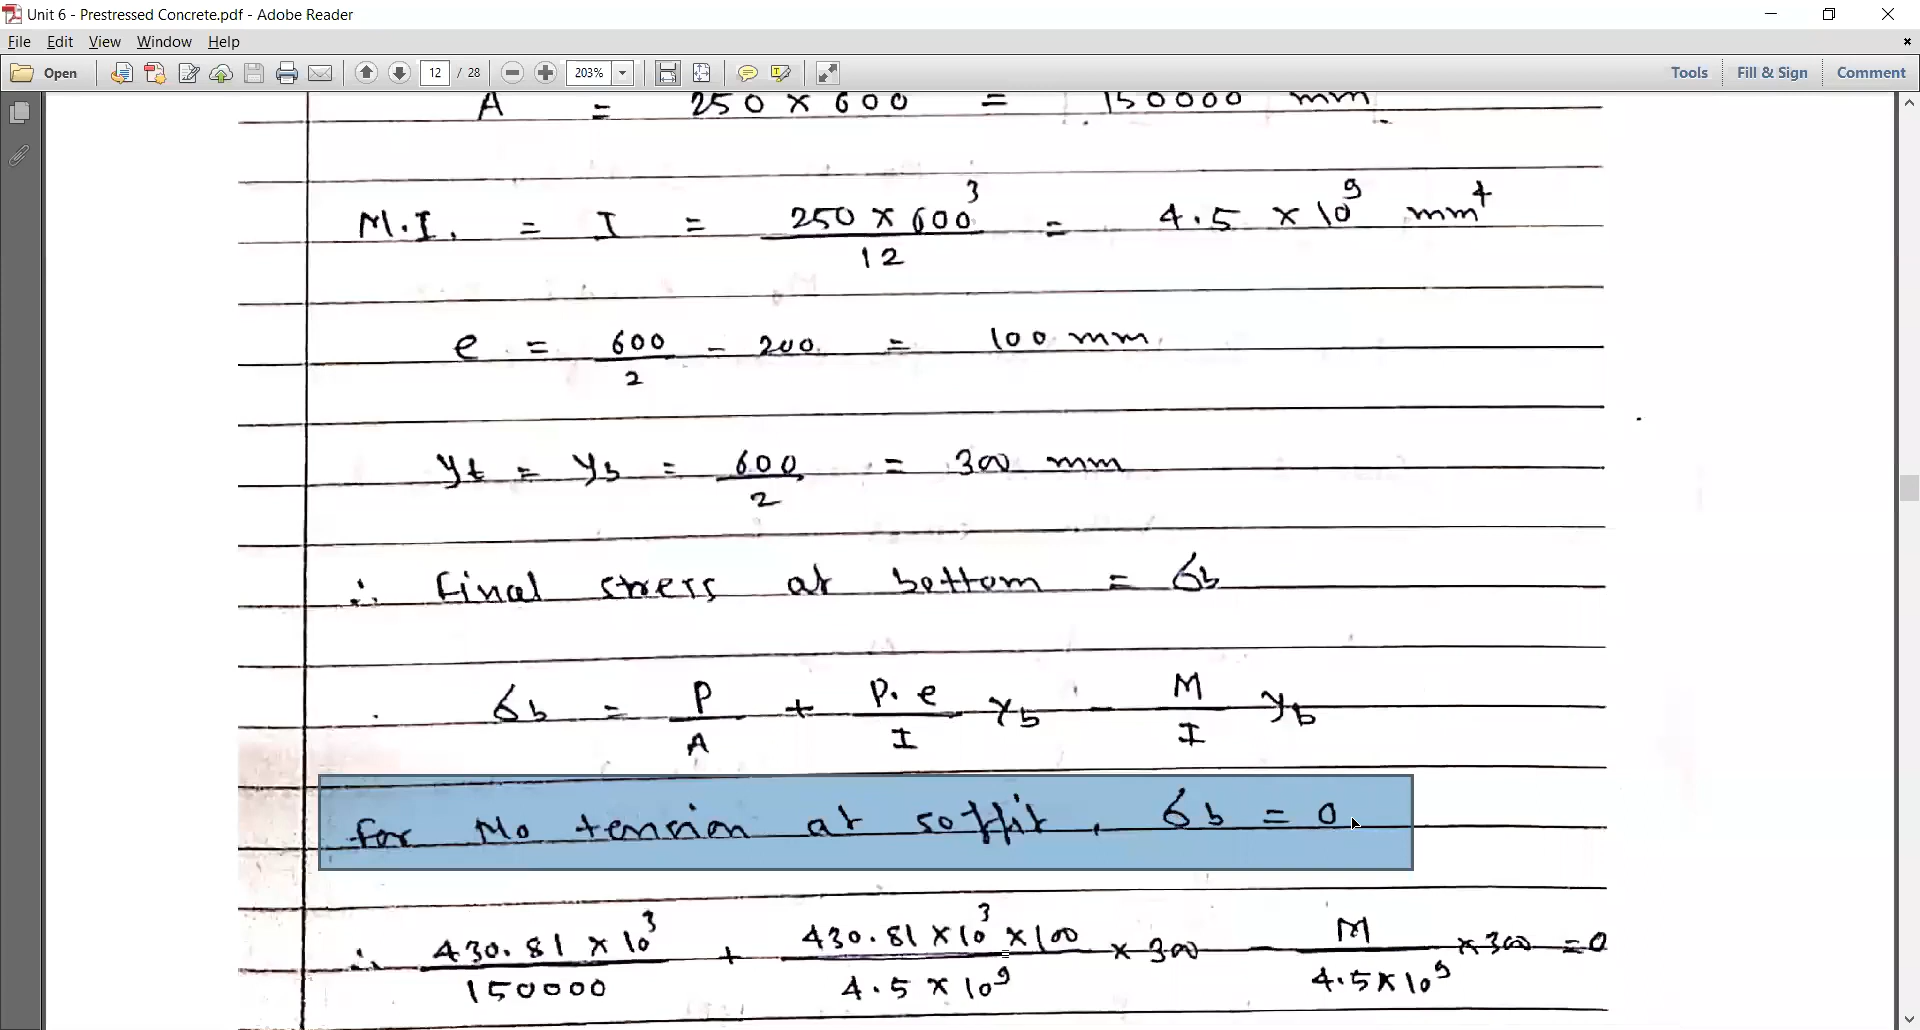 Unit 6 - Prestressed Concrete.pdf - Adobe Reader
File Edit View Window Help
Open 12 / 28 203% Tools Fill & Sign Comment
A = 250 × 600 = 150000 mm
M.I. = I = 250 × 600³ / 12 = 4.5 × 10⁹ mm⁴
e = 600 / 2 - 200 = 100 mm
yt = yb = 600 / 2 = 300 mm
∴ Final stress at bottom = σb
σb = P / A + P. e / I yb - M / I yb
For No tension at soffit, σb = 0
∴ 430.81 × 10³ / 150000 + 430.81 × 10³ × 100 / 4.5 × 10⁹ × 300 - M / 4.5 × 10⁹ × 300 = 0